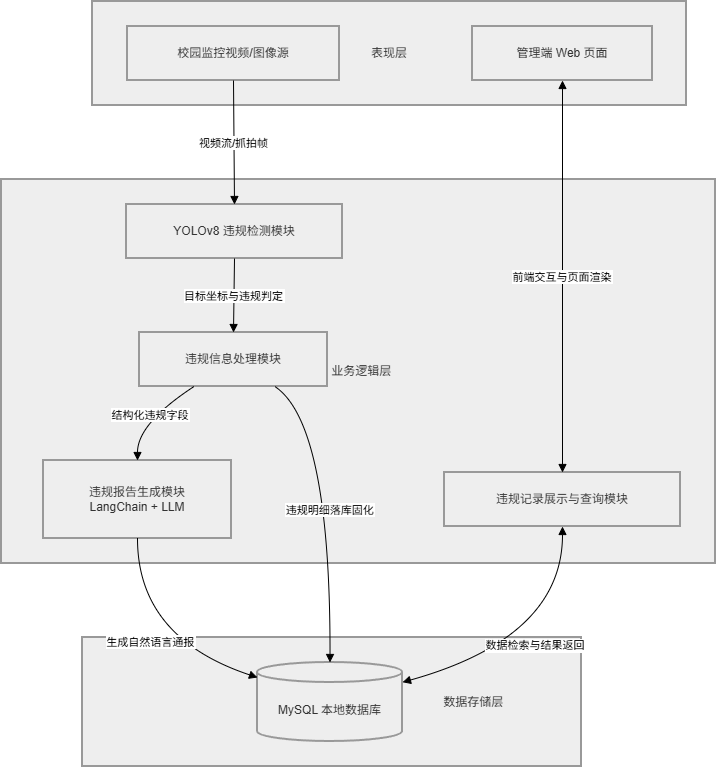 校园监控视频/图像源
表现层
管理端 Web 页面
视频流/抓拍帧
YOLOv8 违规检测模块
前端交互与页面渲染
目标坐标与违规判定
违规信息处理模块
业务逻辑层
结构化违规字段
违规报告生成模块
LangChain + LLM
违规明细落库固化
违规记录展示与查询模块
生成自然语言通报
数据检索与结果返回
MySQL 本地数据库
数据存储层